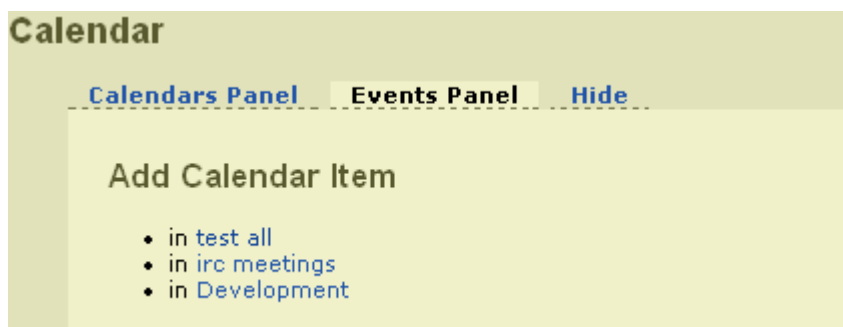 Calendar
Calendars Panel Events Panel Hide
Add Calendar Item
• in test all
• in irc meetings
• in Development